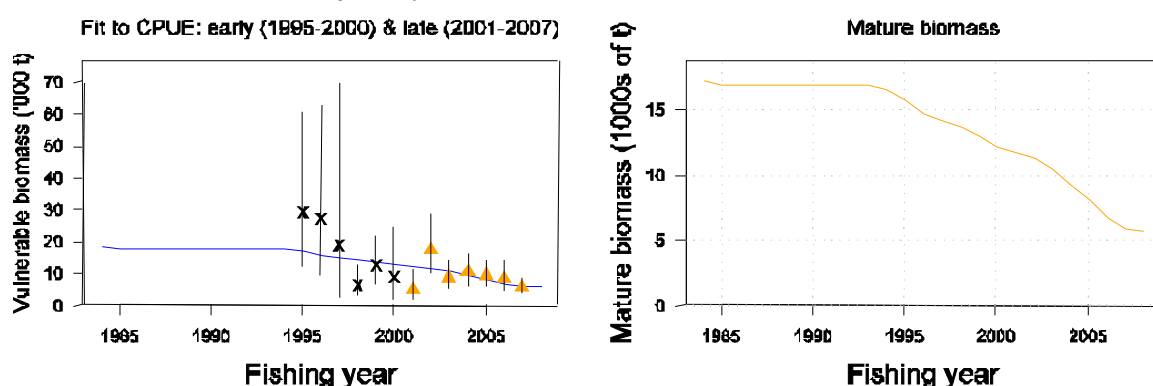 Fit to CPUE: early (1995-2000) & late (2001-2007)
Vulnerable biomass ('000 t)
70
60
50
40
30
20
10
0
1985 1990 1995 2000 2005
Fishing year
Mature biomass
Mature biomass (1000s of t)
15
10
5
0
1985 1990 1995 2000 2005
Fishing year